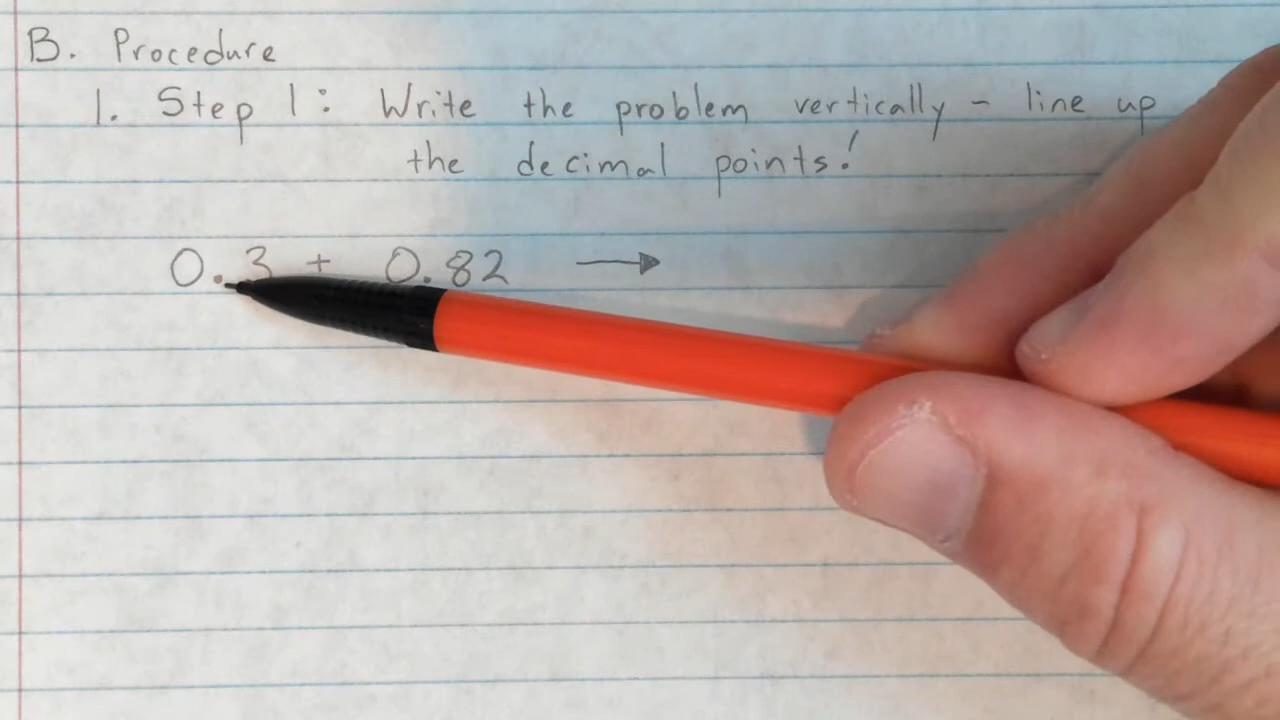 B. Procedure
1. Step 1: Write the problem vertically - line up
the decimal points!
0.3 + 0.82 →